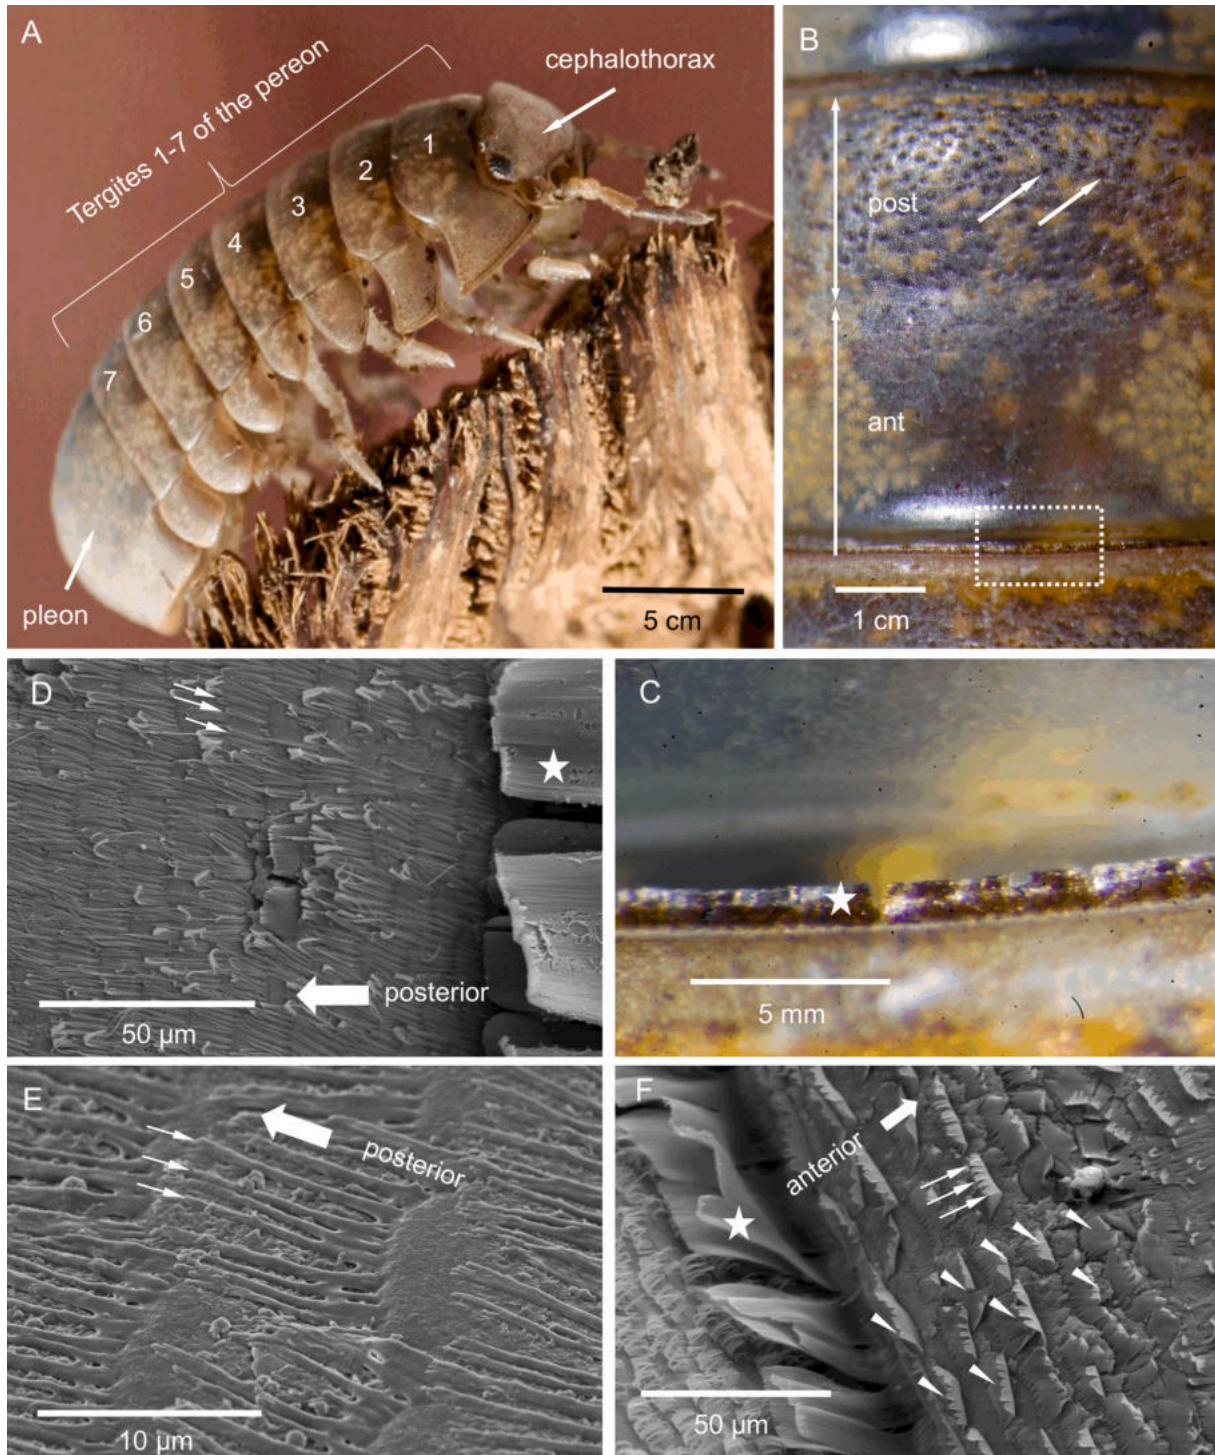 A
Tergites 1-7 of the pereon
cephalothorax
1
2
3
4
5
6
7
pleon
5 cm
B
post
ant
1 cm
D
posterior
50 µm
C
5 mm
E
posterior
10 µm
F
anterior
50 µm